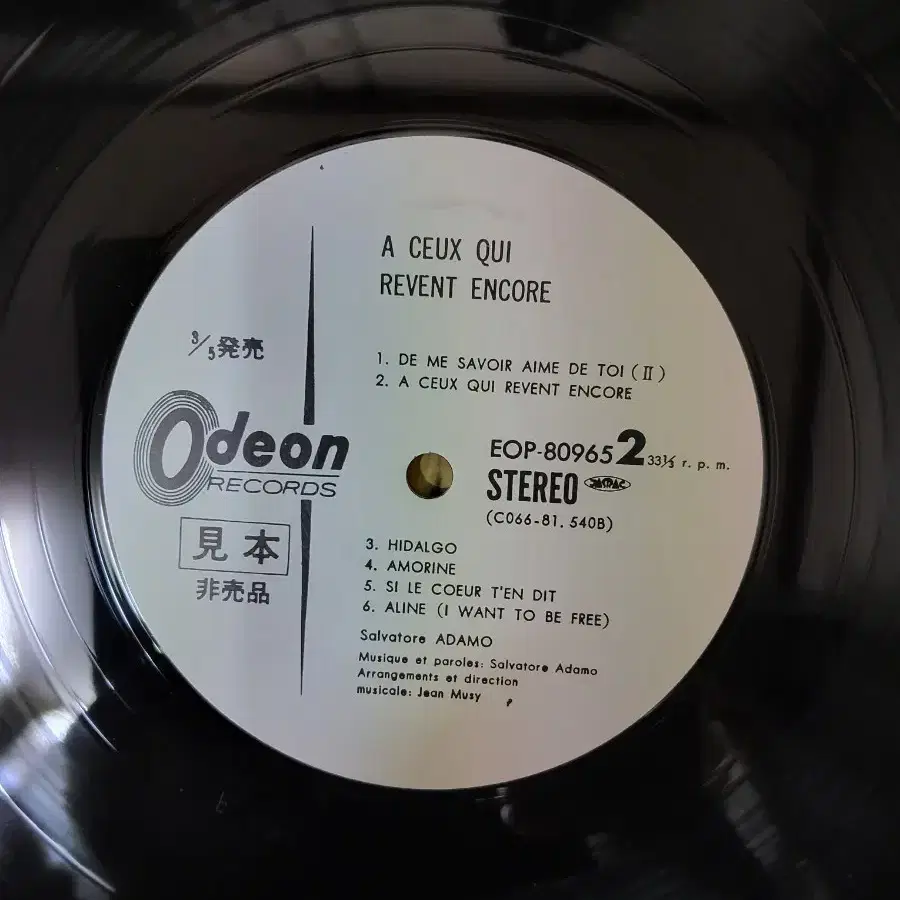 A CEUX QUI
REVENT ENCORE
3/5発売
1. DE ME SAVOIR AIME DE TOI (II)
2. A CEUX QUI REVENT ENCORE
Odeon
RECORDS
EOP-80965 2 33⅓ r. p. m.
STEREO JASRAC
(C066-81. 540B)
見本
非売品
3. HIDALGO
4. AMORINE
5. SI LE COEUR T'EN DIT
6. ALINE (I WANT TO BE FREE)
Salvatore ADAMO
Musique et paroles: Salvatore Adamo
Arrangements et direction
musicale: Jean Musy